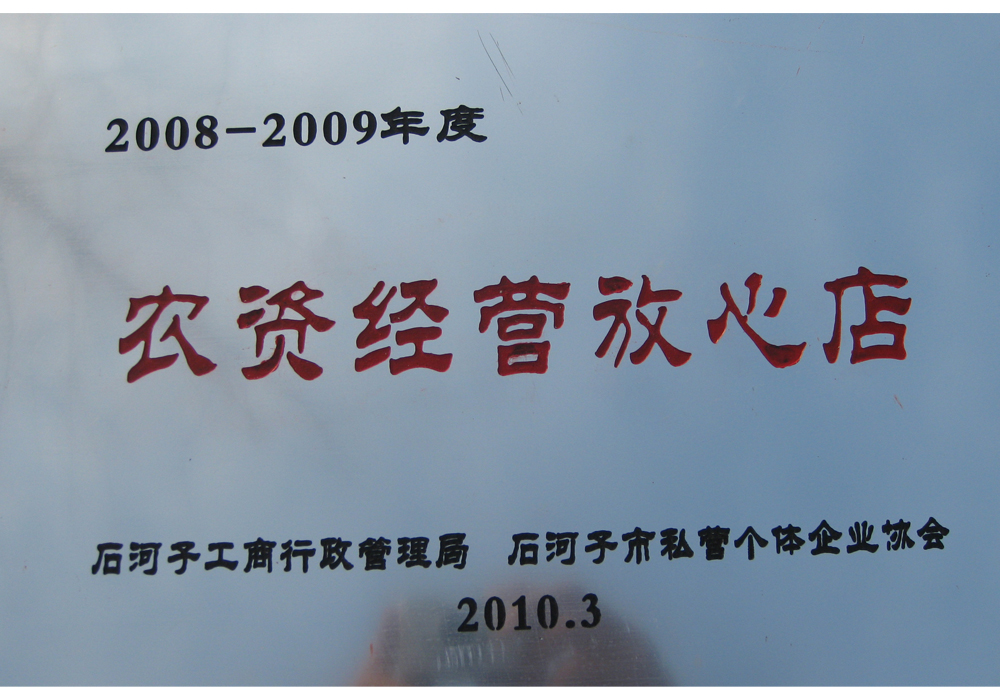 2008-2009年度
农资经营放心店
石河子工商行政管理局 石河子市私营个体企业协会
2010.3